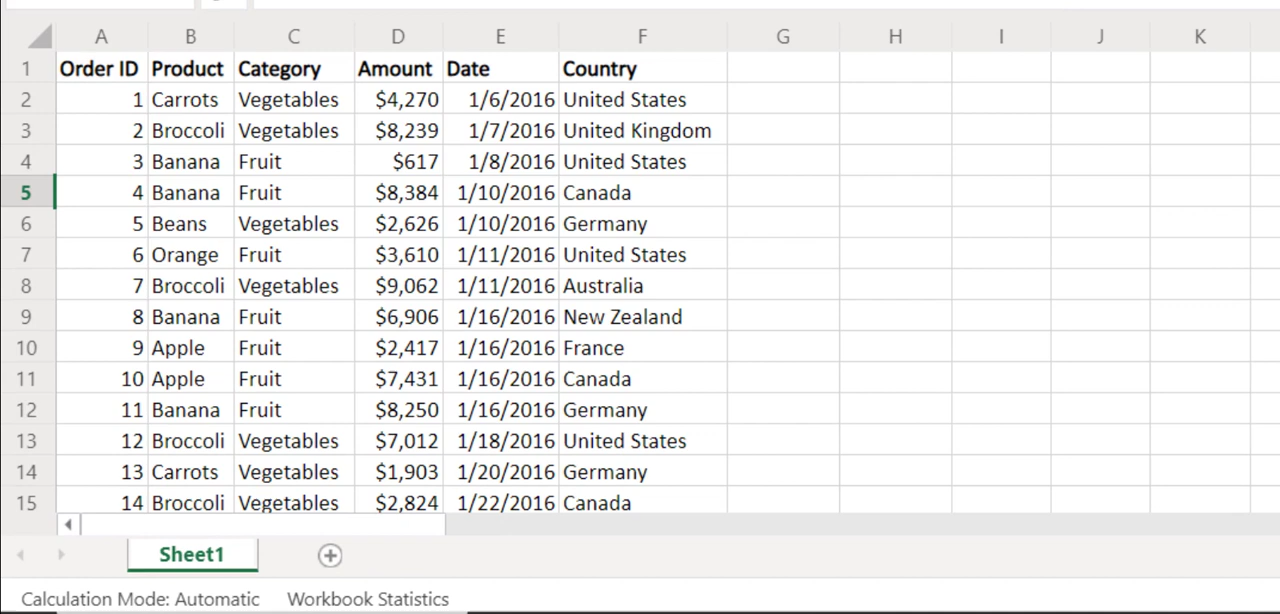 A B C D E F G H I J K
1 Order ID Product Category Amount Date Country
2 1 Carrots Vegetables $4,270 1/6/2016 United States
3 2 Broccoli Vegetables $8,239 1/7/2016 United Kingdom
4 3 Banana Fruit $617 1/8/2016 United States
5 4 Banana Fruit $8,384 1/10/2016 Canada
6 5 Beans Vegetables $2,626 1/10/2016 Germany
7 6 Orange Fruit $3,610 1/11/2016 United States
8 7 Broccoli Vegetables $9,062 1/11/2016 Australia
9 8 Banana Fruit $6,906 1/16/2016 New Zealand
10 9 Apple Fruit $2,417 1/16/2016 France
11 10 Apple Fruit $7,431 1/16/2016 Canada
12 11 Banana Fruit $8,250 1/16/2016 Germany
13 12 Broccoli Vegetables $7,012 1/18/2016 United States
14 13 Carrots Vegetables $1,903 1/20/2016 Germany
15 14 Broccoli Vegetables $2,824 1/22/2016 Canada
Sheet1
Calculation Mode: Automatic Workbook Statistics